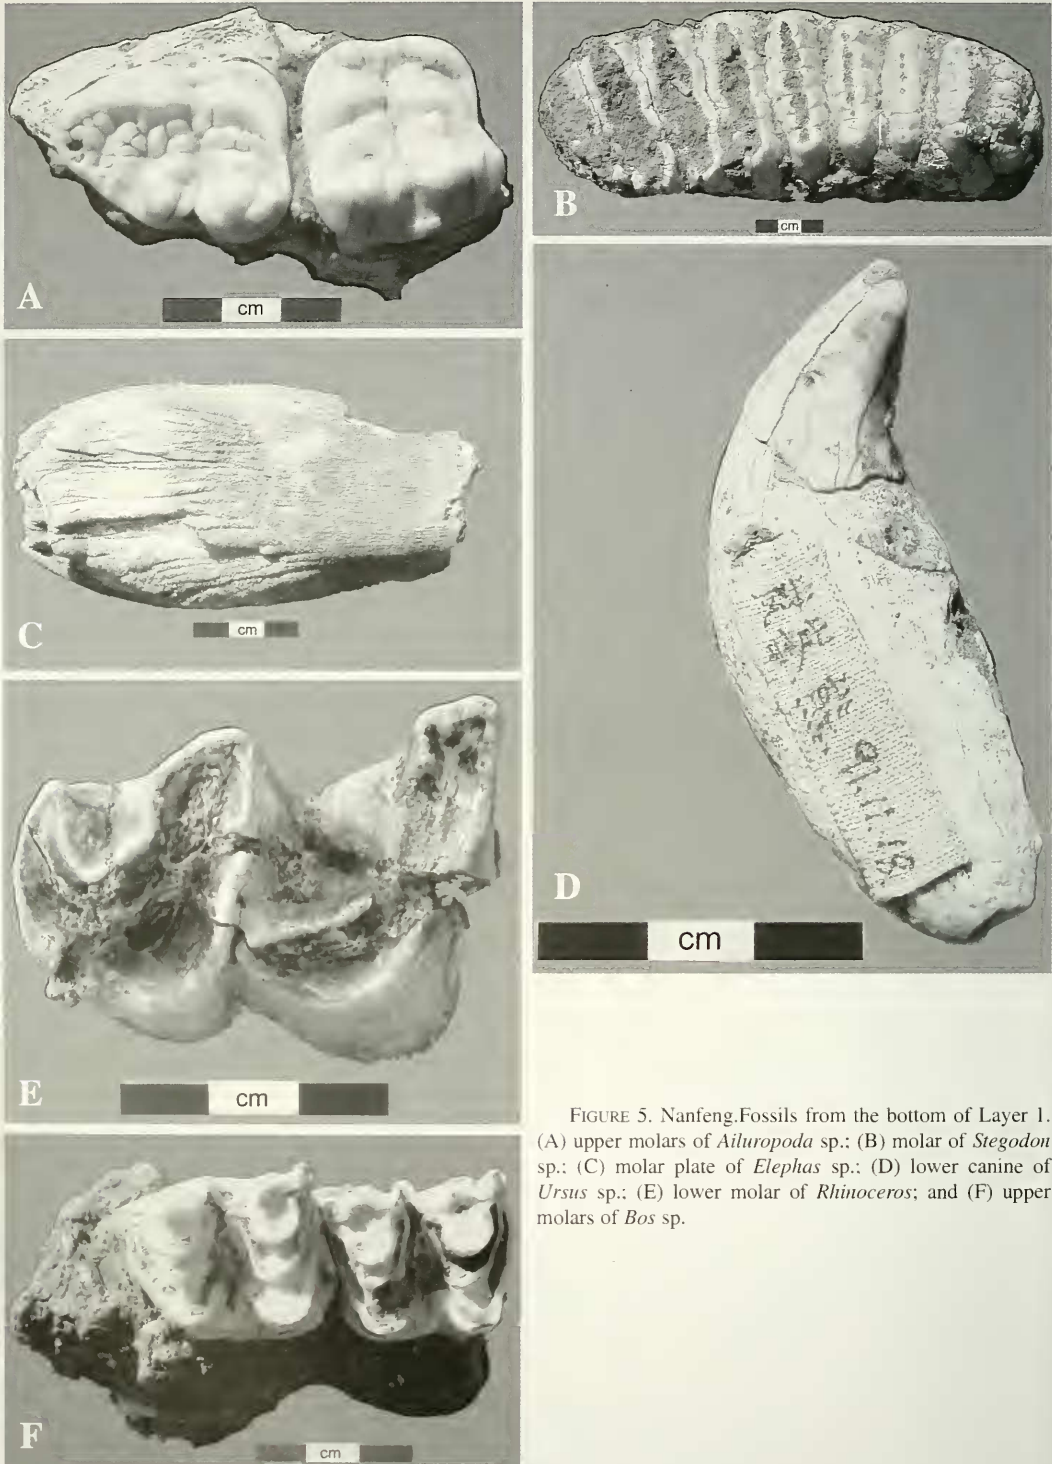 A
cm
B
cm
C
cm
D
cm
E
cm
F
cm
FIGURE 5. Nanfeng.Fossils from the bottom of Layer 1.
(A) upper molars of Ailuropoda sp.; (B) molar of Stegodon
sp.; (C) molar plate of Elephas sp.; (D) lower canine of
Ursus sp.; (E) lower molar of Rhinoceros; and (F) upper
molars of Bos sp.